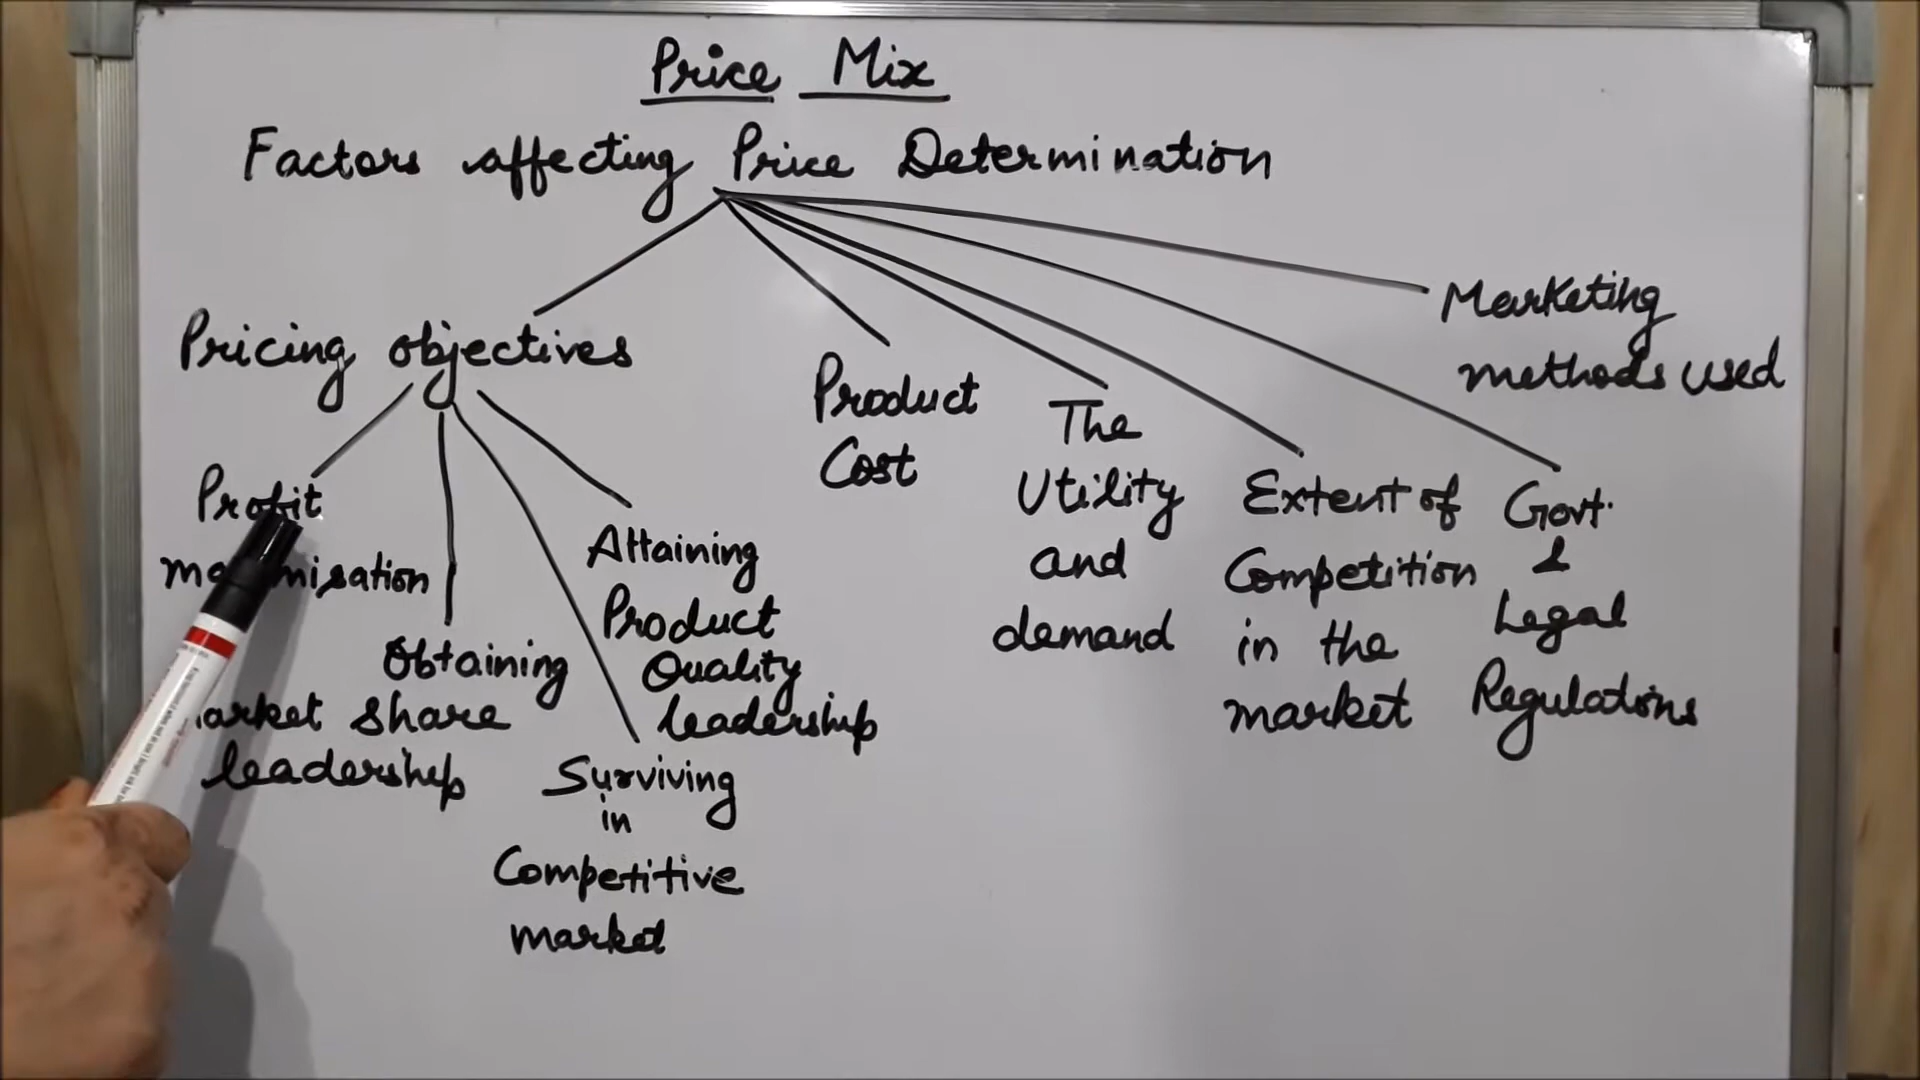 Price Mix
Factors affecting Price Determination
Pricing objectives
Profit
Obtaining
share
leadership
Surviving
in
Competitive
market
Attaining
Product
Quality
leadership
Product
Cost
The
Utility
and
demand
Extent of
Competition
in the
market
Govt.
&
Legal
Regulations
Marketing
methods used